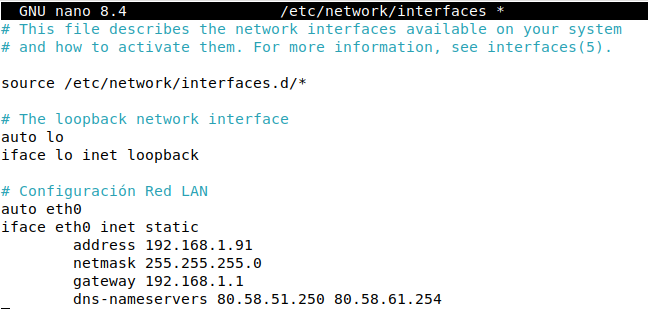 GNU nano 8.4 /etc/network/interfaces *
# This file describes the network interfaces available on your system
# and how to activate them. For more information, see interfaces(5).
source /etc/network/interfaces.d/*
# The loopback network interface
auto lo
iface lo inet loopback
# Configuración Red LAN
auto eth0
iface eth0 inet static
address 192.168.1.91
netmask 255.255.255.0
gateway 192.168.1.1
dns-nameservers 80.58.51.250 80.58.61.254